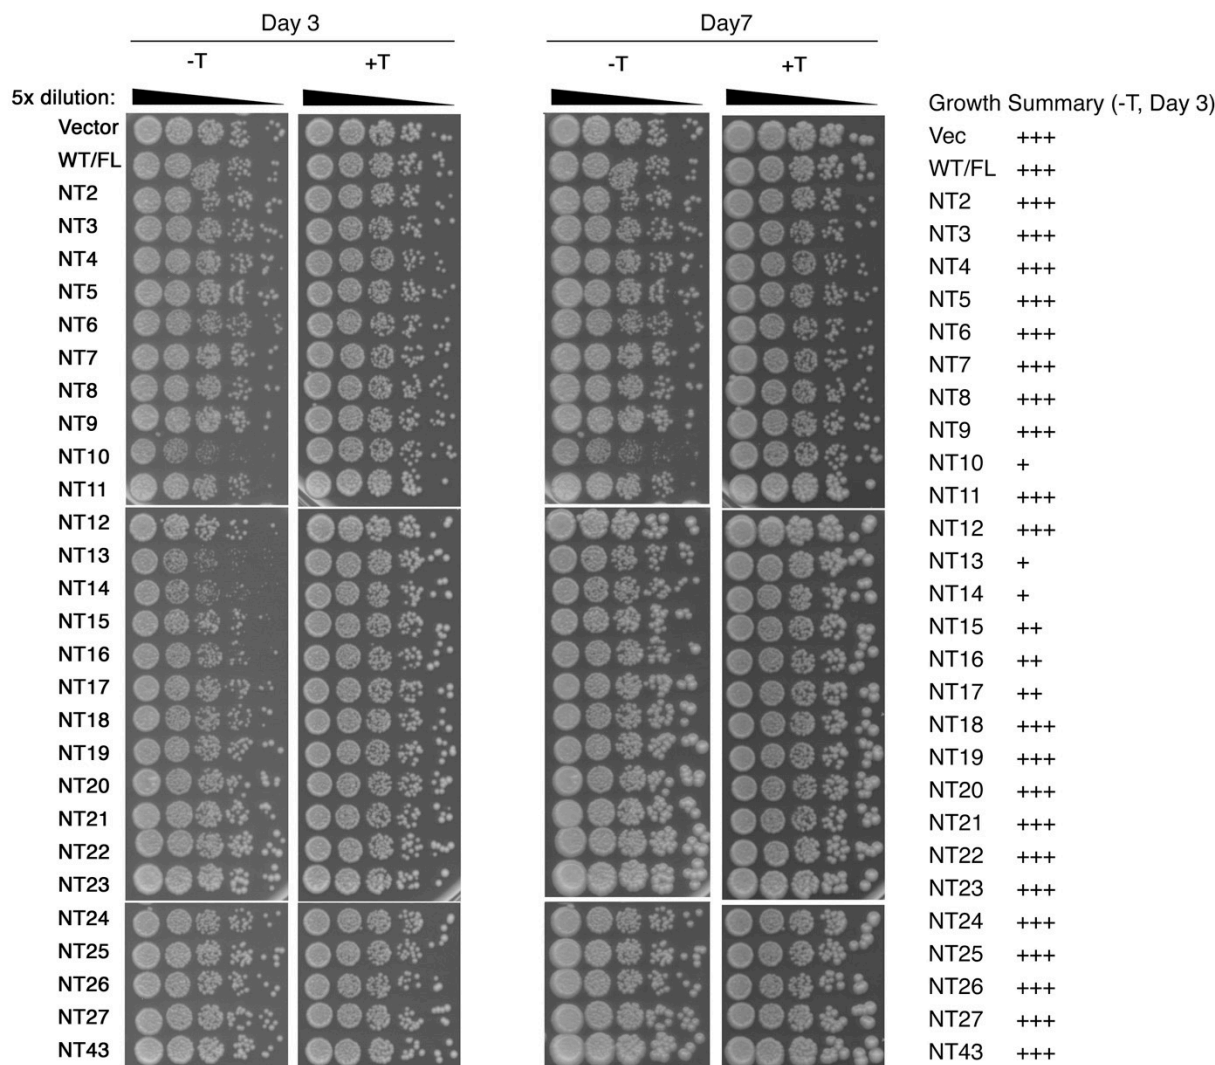 Day 3 Day7
-T +T -T +T
5x dilution: Growth Summary (-T, Day 3)
Vector Vec +++
WT/FL WT/FL +++
NT2 NT2 +++
NT3 NT3 +++
NT4 NT4 +++
NT5 NT5 +++
NT6 NT6 +++
NT7 NT7 +++
NT8 NT8 +++
NT9 NT9 +++
NT10 NT10 +
NT11 NT11 +++
NT12 NT12 +++
NT13 NT13 +
NT14 NT14 +
NT15 NT15 ++
NT16 NT16 ++
NT17 NT17 ++
NT18 NT18 +++
NT19 NT19 +++
NT20 NT20 +++
NT21 NT21 +++
NT22 NT22 +++
NT23 NT23 +++
NT24 NT24 +++
NT25 NT25 +++
NT26 NT26 +++
NT27 NT27 +++
NT43 NT43 +++